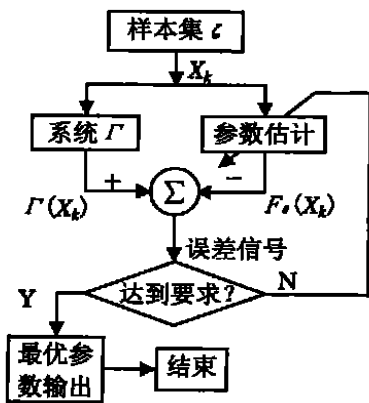 样本集 ζ
X_k
系统 Γ
参数估计
+
Σ
−
Γ(X_k)
F_θ(X_k)
误差信号
达到要求?
Y
N
最优参
数输出
结束